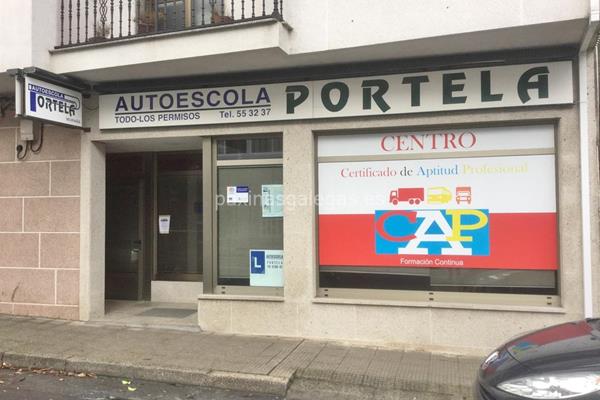 AUTOESCOLA
PORTELA
AUTOESCOLA PORTELA
TODO-LOS PERMISOS Tel. 55 32 37
CENTRO
Certificado de Aptitud Profesional
CAP
Formación Continua
L
PORTELA
paxinasgalegas.es